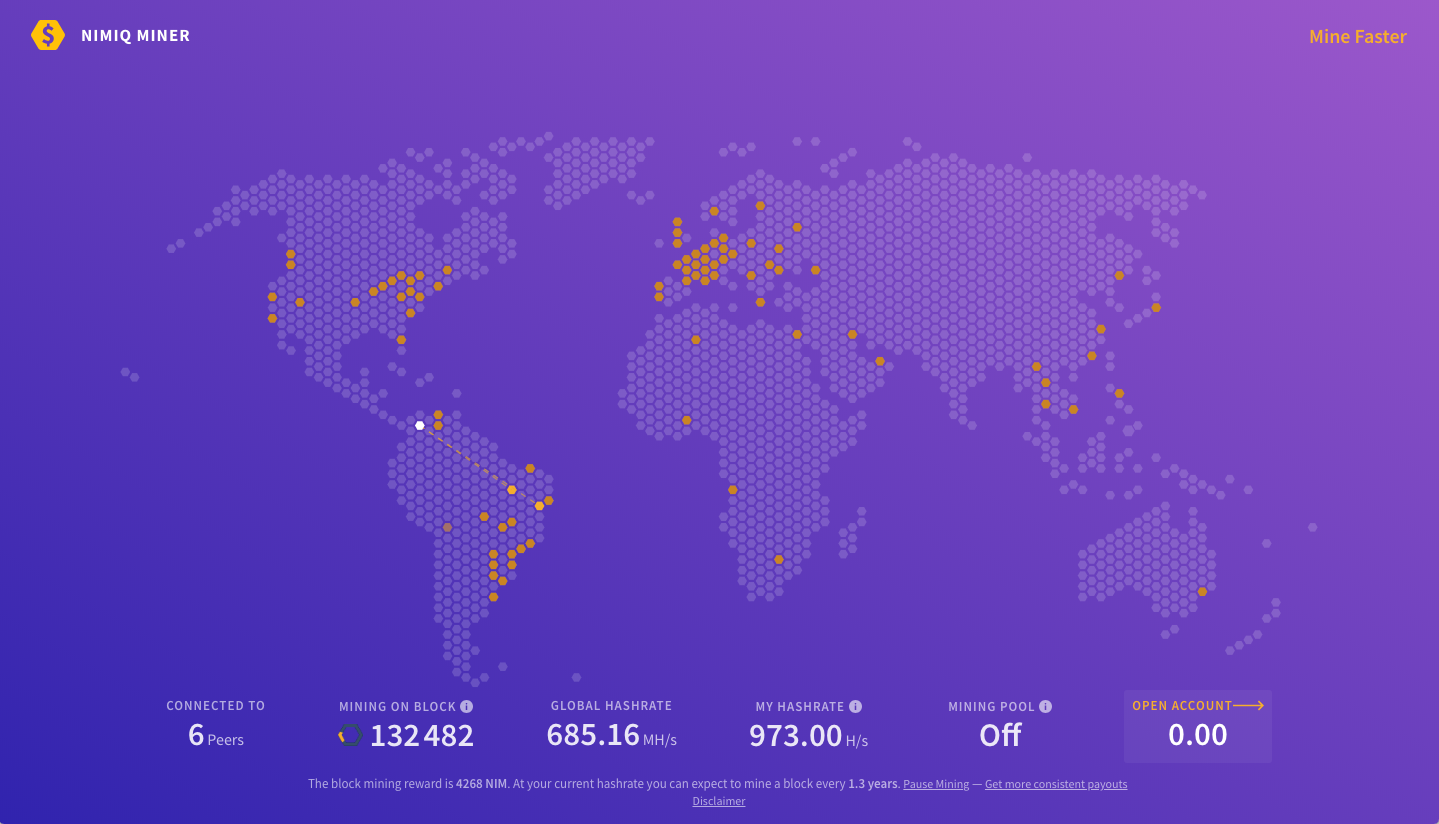 NIMIQ MINER
Mine Faster
CONNECTED TO
6 Peers
MINING ON BLOCK
132 482
GLOBAL HASHRATE
685.16 MH/s
MY HASHRATE
973.00 H/s
MINING POOL
Off
OPEN ACCOUNT
0.00
The block mining reward is 4268 NIM. At your current hashrate you can expect to mine a block every 1.3 years. Pause Mining — Get more consistent payouts
Disclaimer